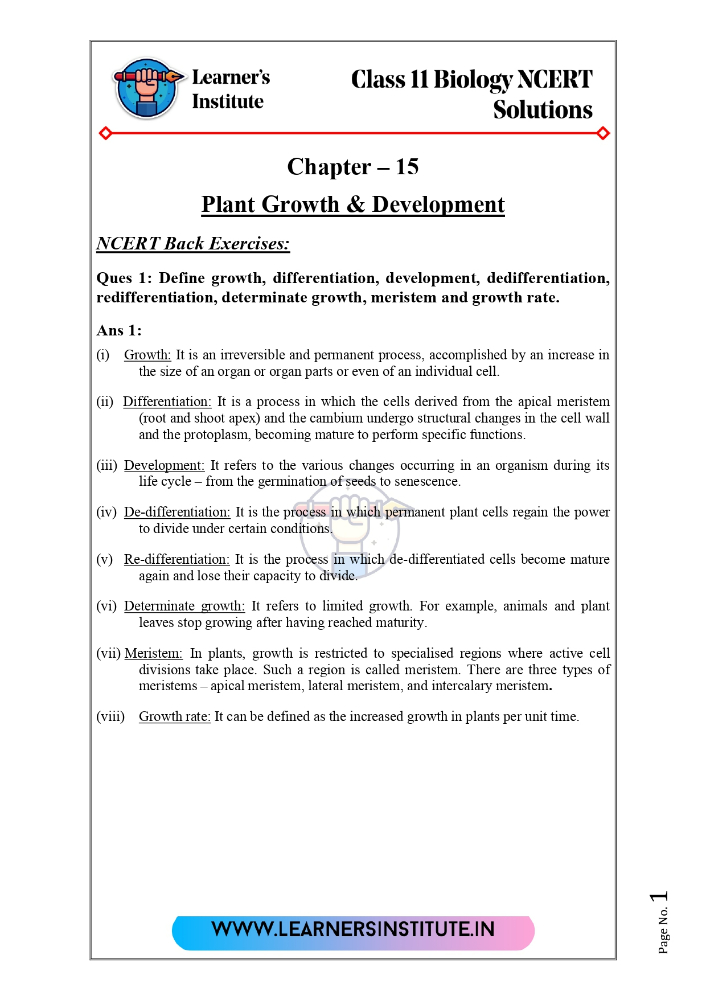 Learner's
Institute
Class 11 Biology NCERT
Solutions
Chapter – 15
Plant Growth & Development
NCERT Back Exercises:
Ques 1: Define growth, differentiation, development, dedifferentiation,
redifferentiation, determinate growth, meristem and growth rate.
Ans 1:
(i) Growth: It is an irreversible and permanent process, accomplished by an increase in
the size of an organ or organ parts or even of an individual cell.
(ii) Differentiation: It is a process in which the cells derived from the apical meristem
(root and shoot apex) and the cambium undergo structural changes in the cell wall
and the protoplasm, becoming mature to perform specific functions.
(iii) Development: It refers to the various changes occurring in an organism during its
life cycle – from the germination of seeds to senescence.
(iv) De-differentiation: It is the process in which permanent plant cells regain the power
to divide under certain conditions.
(v) Re-differentiation: It is the process in which de-differentiated cells become mature
again and lose their capacity to divide.
(vi) Determinate growth: It refers to limited growth. For example, animals and plant
leaves stop growing after having reached maturity.
(vii) Meristem: In plants, growth is restricted to specialised regions where active cell
divisions take place. Such a region is called meristem. There are three types of
meristems – apical meristem, lateral meristem, and intercalary meristem.
(viii) Growth rate: It can be defined as the increased growth in plants per unit time.
WWW.LEARNERSINSTITUTE.IN
Page No. 1